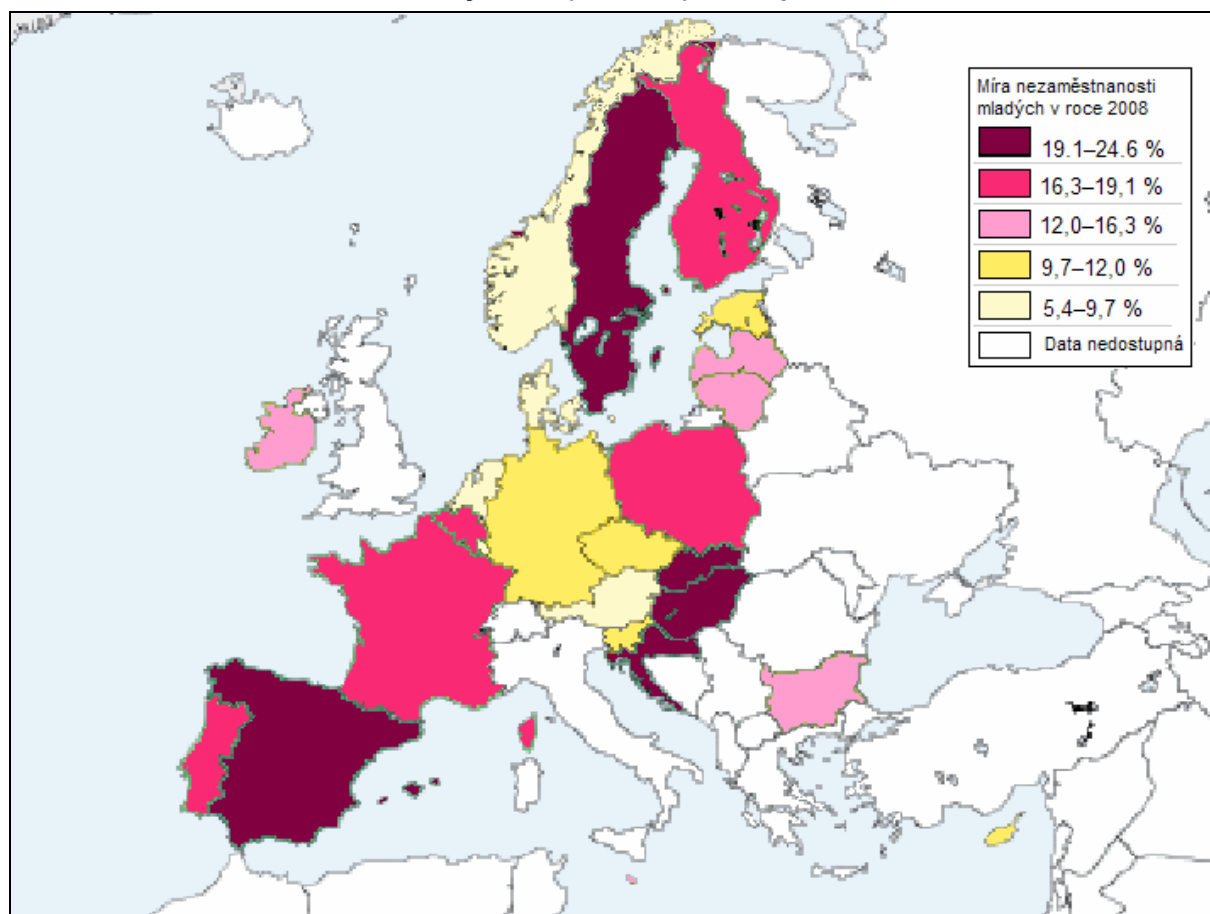 Míra nezaměstnanosti
mladých v roce 2008
19.1–24.6 %
16,3–19,1 %
12,0–16,3 %
9,7–12,0 %
5,4–9,7 %
Data nedostupná